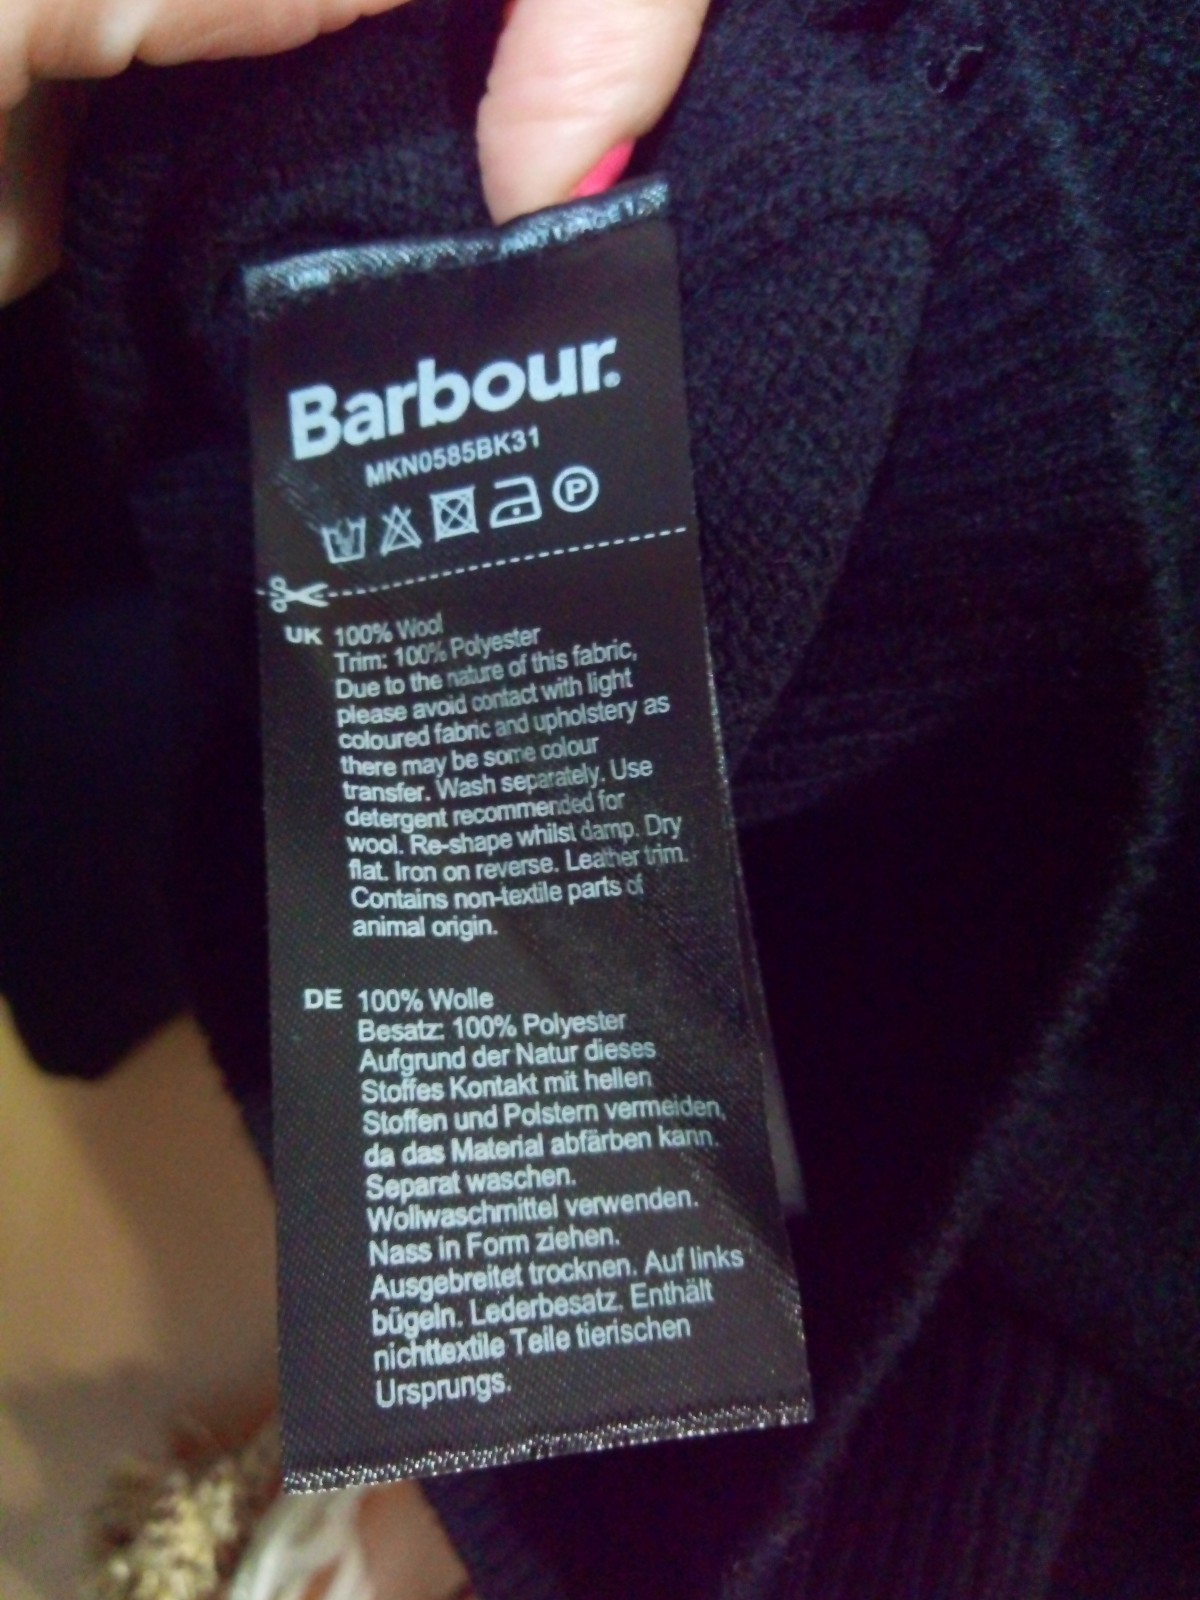 Barbour.
MKN0585BK31
P
UK 100% Wool
Trim: 100% Polyester
Due to the nature of this fabric,
please avoid contact with light
coloured fabric and upholstery as
there may be some colour
transfer. Wash separately. Use
detergent recommended for
wool. Re-shape whilst damp. Dry
flat. Iron on reverse. Leather trim.
Contains non-textile parts of
animal origin.
DE 100% Wolle
Besatz: 100% Polyester
Aufgrund der Natur dieses
Stoffes Kontakt mit hellen
Stoffen und Polstern vermeiden,
da das Material abfärben kann.
Separat waschen.
Wollwaschmittel verwenden.
Nass in Form ziehen.
Ausgebreitet trocknen. Auf links
bügeln. Lederbesatz. Enthält
nichttextile Teile tierischen
Ursprungs.